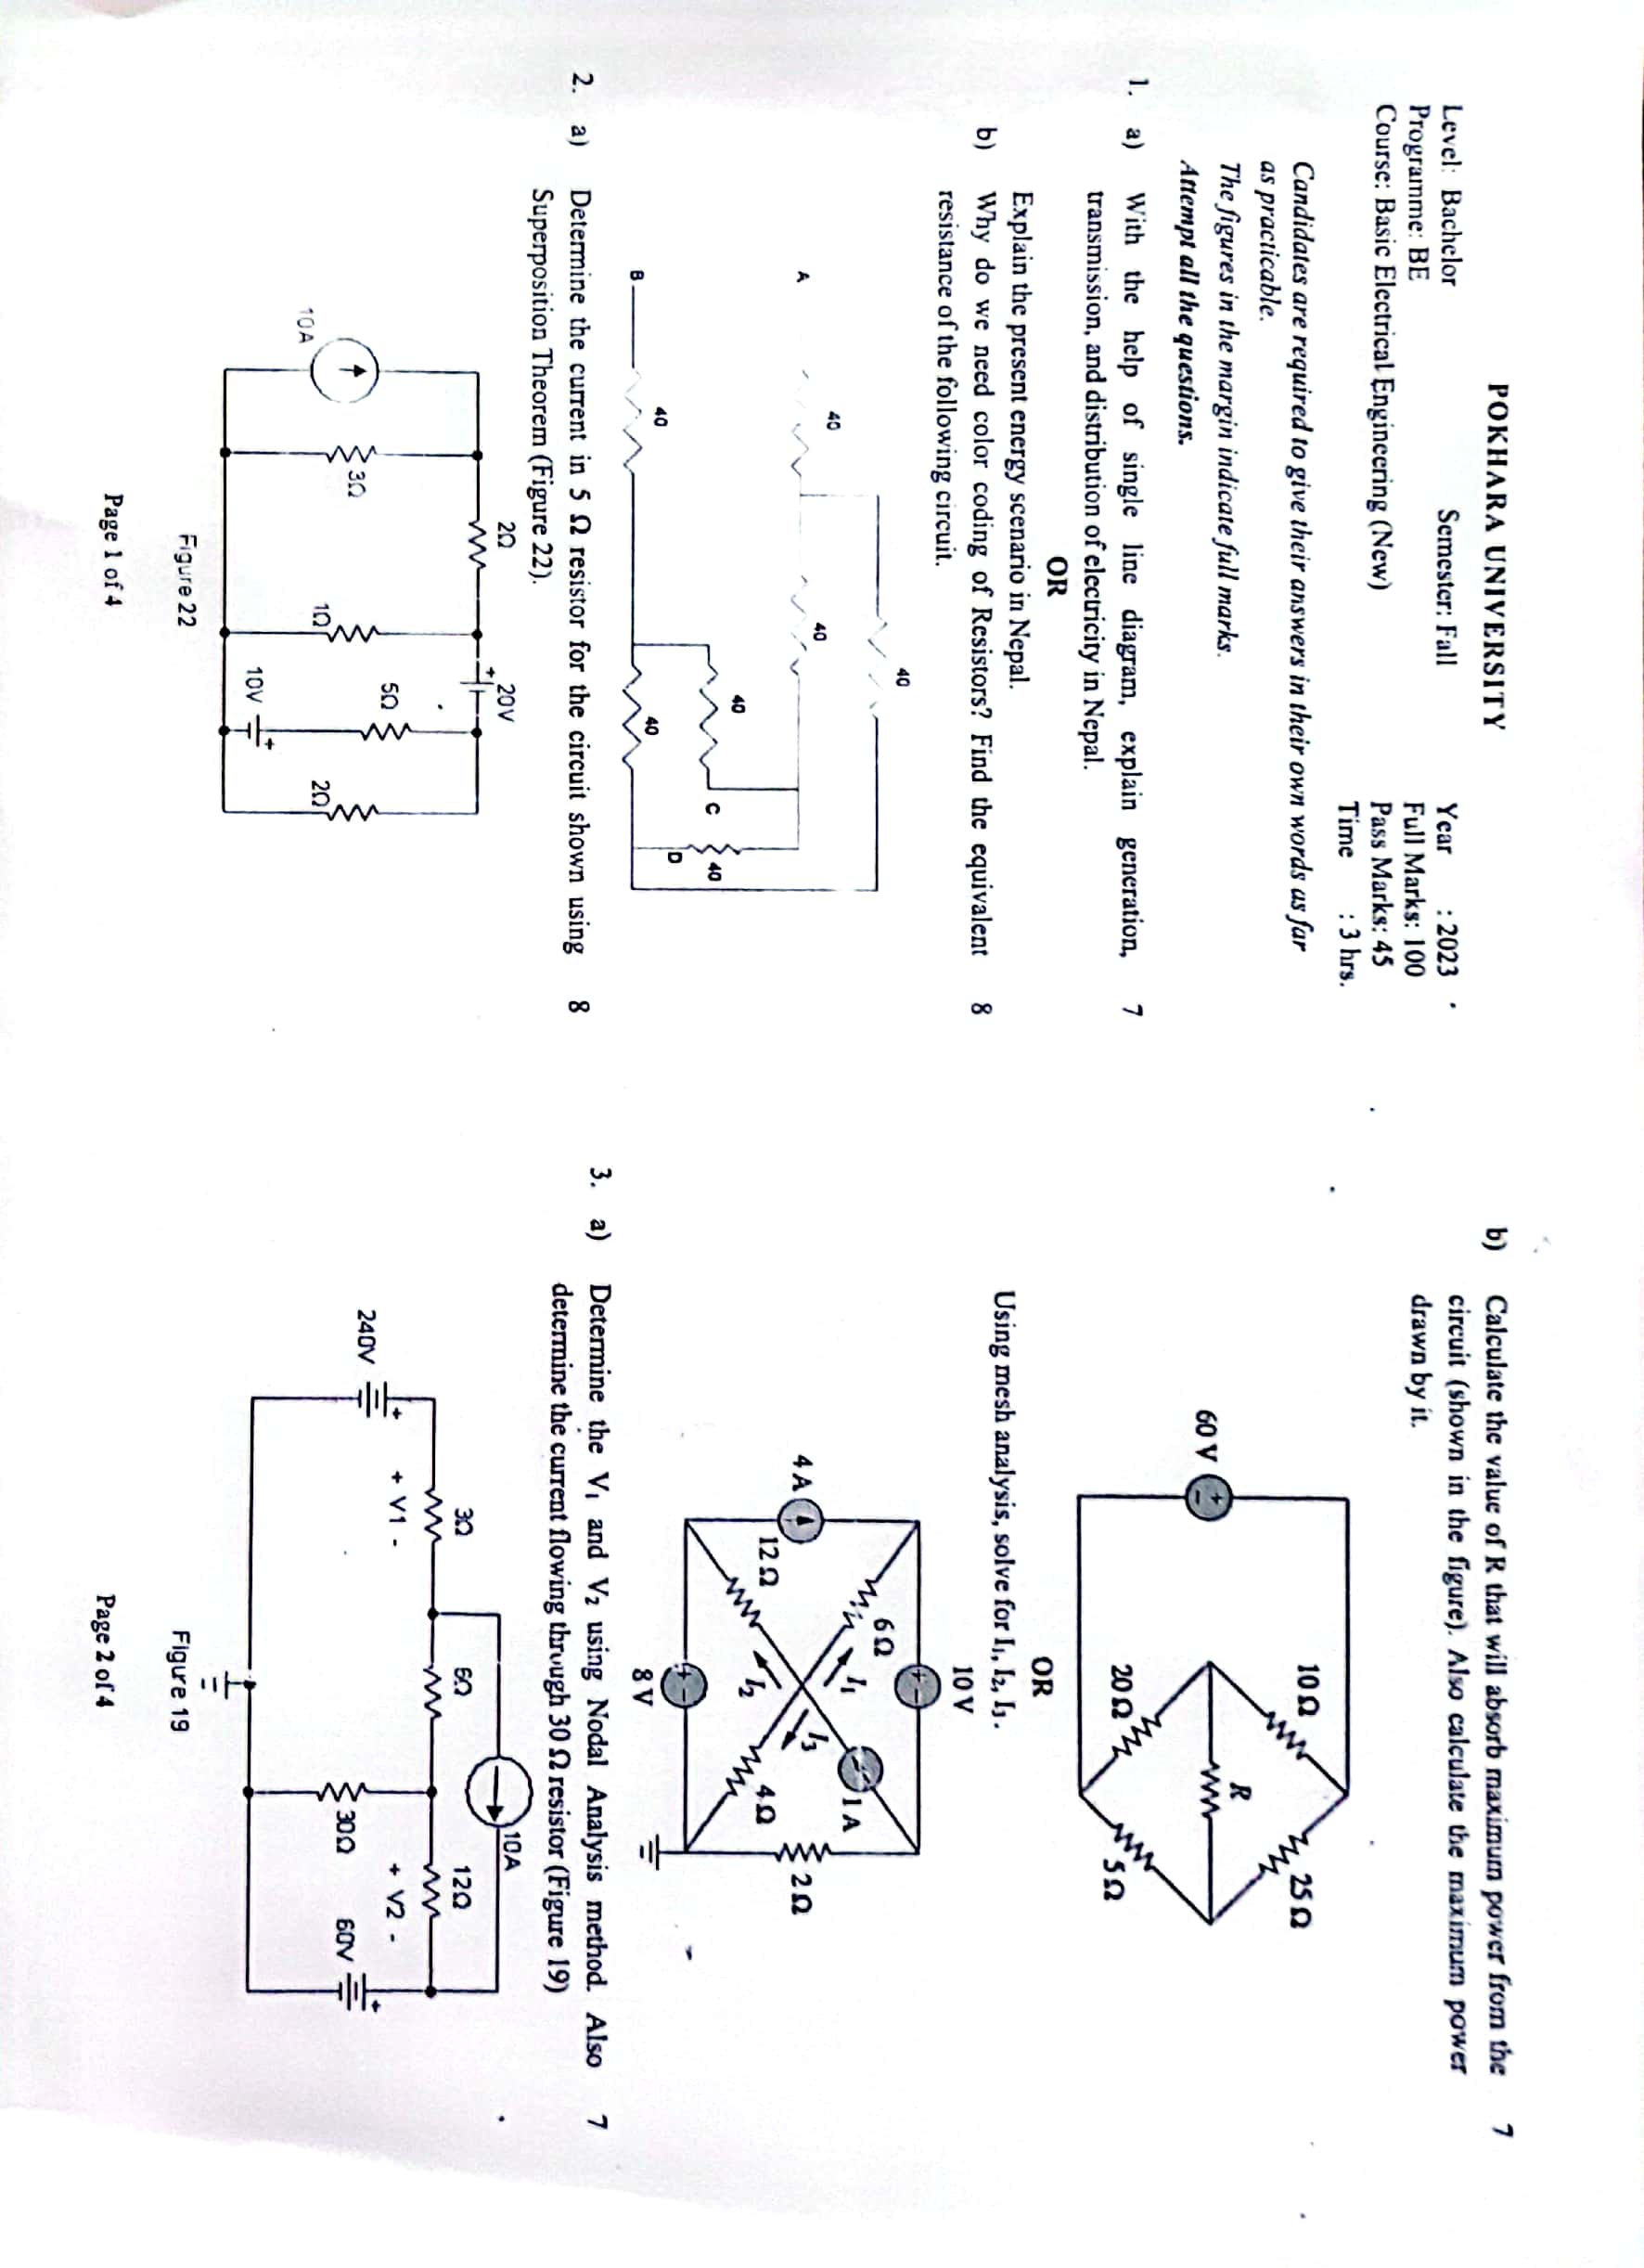 POKHARA UNIVERSITY
Level: Bachelor Semester: Fall Year : 2023
Programme: BE Full Marks: 100
Course: Basic Electrical Engineering (New) Pass Marks: 45
Time : 3 hrs.
Candidates are required to give their answers in their own words as far
as practicable.
The figures in the margin indicate full marks.
Attempt all the questions.
1. a) With the help of single line diagram, explain generation, 7
transmission, and distribution of electricity in Nepal.
OR
Explain the present energy scenario in Nepal.
b) Why do we need color coding of Resistors? Find the equivalent 8
resistance of the following circuit.
40
40
40
A
40
C
40
D
40
40
B
2. a) Determine the current in 5 Ω resistor for the circuit shown using 8
Superposition Theorem (Figure 22).
2Ω 20V
+
5Ω
3Ω
1Ω 2Ω
10A
10V +
Figure 22
Page 1 of 4
b) Calculate the value of R that will absorb maximum power from the 7
circuit (shown in the figure). Also calculate the maximum power
drawn by it.
10 Ω 25 Ω
R
60 V + −
20 Ω 5 Ω
OR
Using mesh analysis, solve for I₁, I₂, I₃.
10 V
+ −
6 Ω
I₁ 1 A
I₃
4 A 2 Ω
12 Ω 4 Ω
I₂
+ −
8 V
3. a) Determine the V₁ and V₂ using Nodal Analysis method. Also 7
determine the current flowing through 30 Ω resistor (Figure 19)
10A
3Ω 6Ω 12Ω
+ V1 - + V2 -
+ +
240V 30Ω 60V
Figure 19
Page 2 of 4